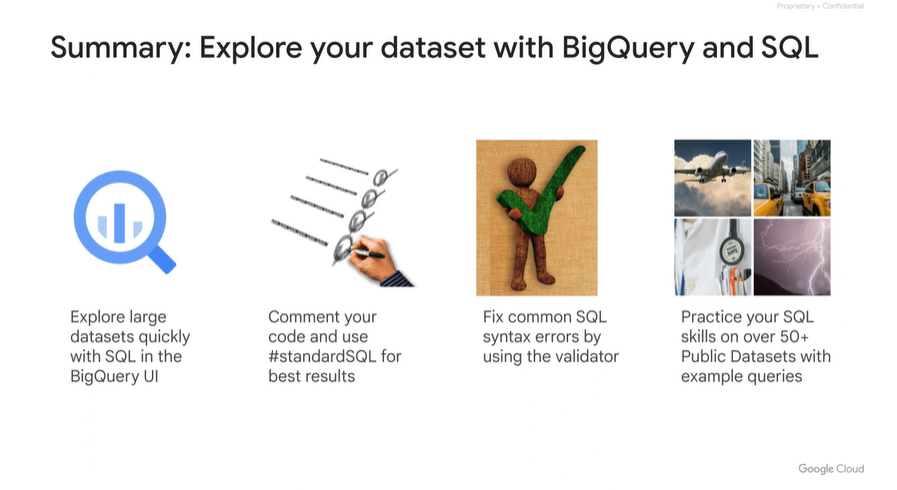 Proprietary + Confidential
Summary: Explore your dataset with BigQuery and SQL
Explore large
datasets quickly
with SQL in the
BigQuery UI
Comment your
code and use
#standardSQL for
best results
Fix common SQL
syntax errors by
using the validator
Practice your SQL
skills on over 50+
Public Datasets with
example queries
Google Cloud